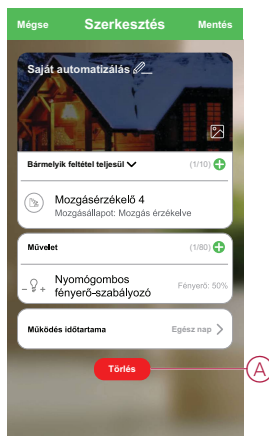 Mégse Szerkesztés Mentés
Saját automatizálás
Bármelyik feltétel teljesül (1/10)
Mozgásérzékelő 4
Mozgásállapot: Mozgás érzékelve
Művelet (1/80)
Nyomógombos
fényerő-szabályozó Fényerő: 50%
Működés időtartama Egész nap
Törlés
A